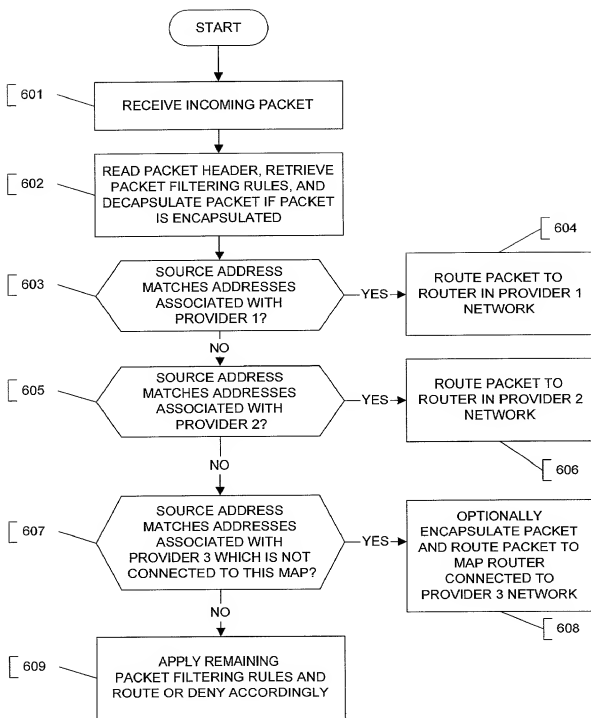 START
601
RECEIVE INCOMING PACKET
602
READ PACKET HEADER, RETRIEVE
PACKET FILTERING RULES, AND
DECAPSULATE PACKET IF PACKET
IS ENCAPSULATED
603
SOURCE ADDRESS
MATCHES ADDRESSES
ASSOCIATED WITH
PROVIDER 1?
YES
604
ROUTE PACKET TO
ROUTER IN PROVIDER 1
NETWORK
NO
605
SOURCE ADDRESS
MATCHES ADDRESSES
ASSOCIATED WITH
PROVIDER 2?
YES
ROUTE PACKET TO
ROUTER IN PROVIDER 2
NETWORK
606
NO
607
SOURCE ADDRESS
MATCHES ADDRESSES
ASSOCIATED WITH
PROVIDER 3 WHICH IS NOT
CONNECTED TO THIS MAP?
YES
OPTIONALLY
ENCAPSULATE PACKET
AND ROUTE PACKET TO
MAP ROUTER
CONNECTED TO
PROVIDER 3 NETWORK
608
NO
609
APPLY REMAINING
PACKET FILTERING RULES AND
ROUTE OR DENY ACCORDINGLY